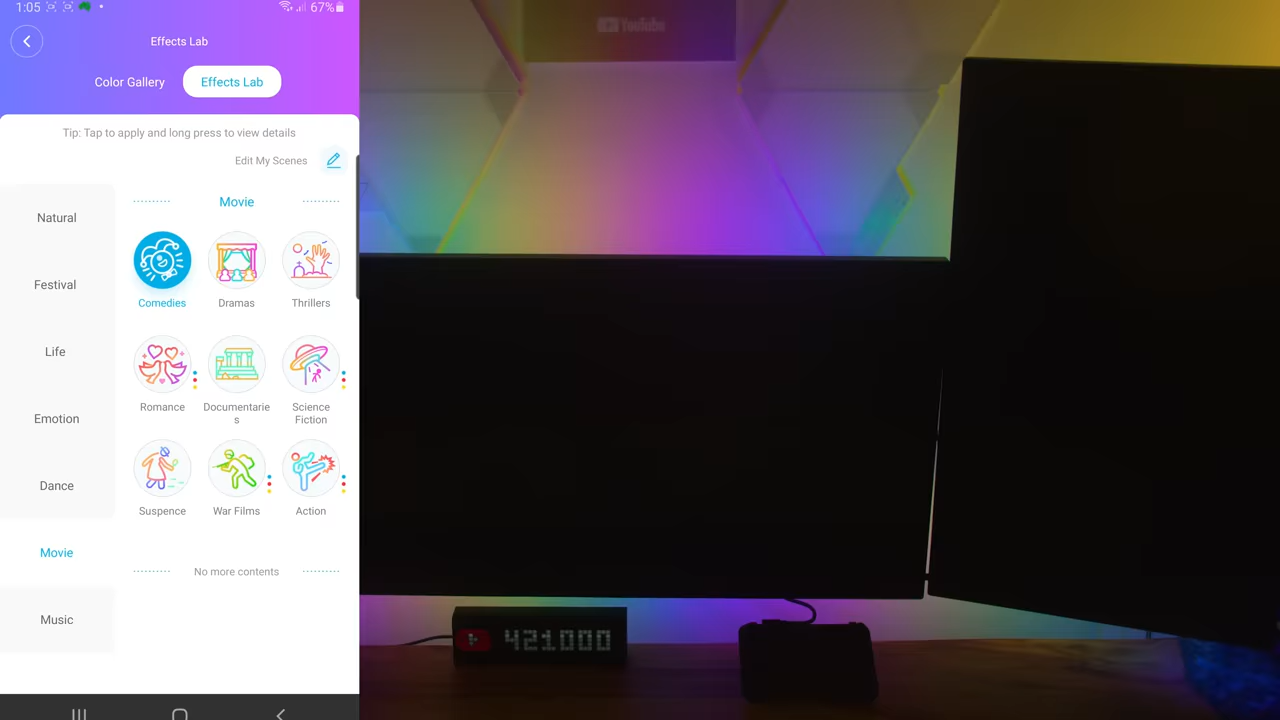 1:05
67%
Effects Lab
Color Gallery
Effects Lab
Tip: Tap to apply and long press to view details
Edit My Scenes
Natural
Festival
Life
Emotion
Dance
Movie
Music
Movie
Comedies
Dramas
Thrillers
Romance
Documentarie
s
Science
Fiction
Suspence
War Films
Action
No more contents
YouTube
421000